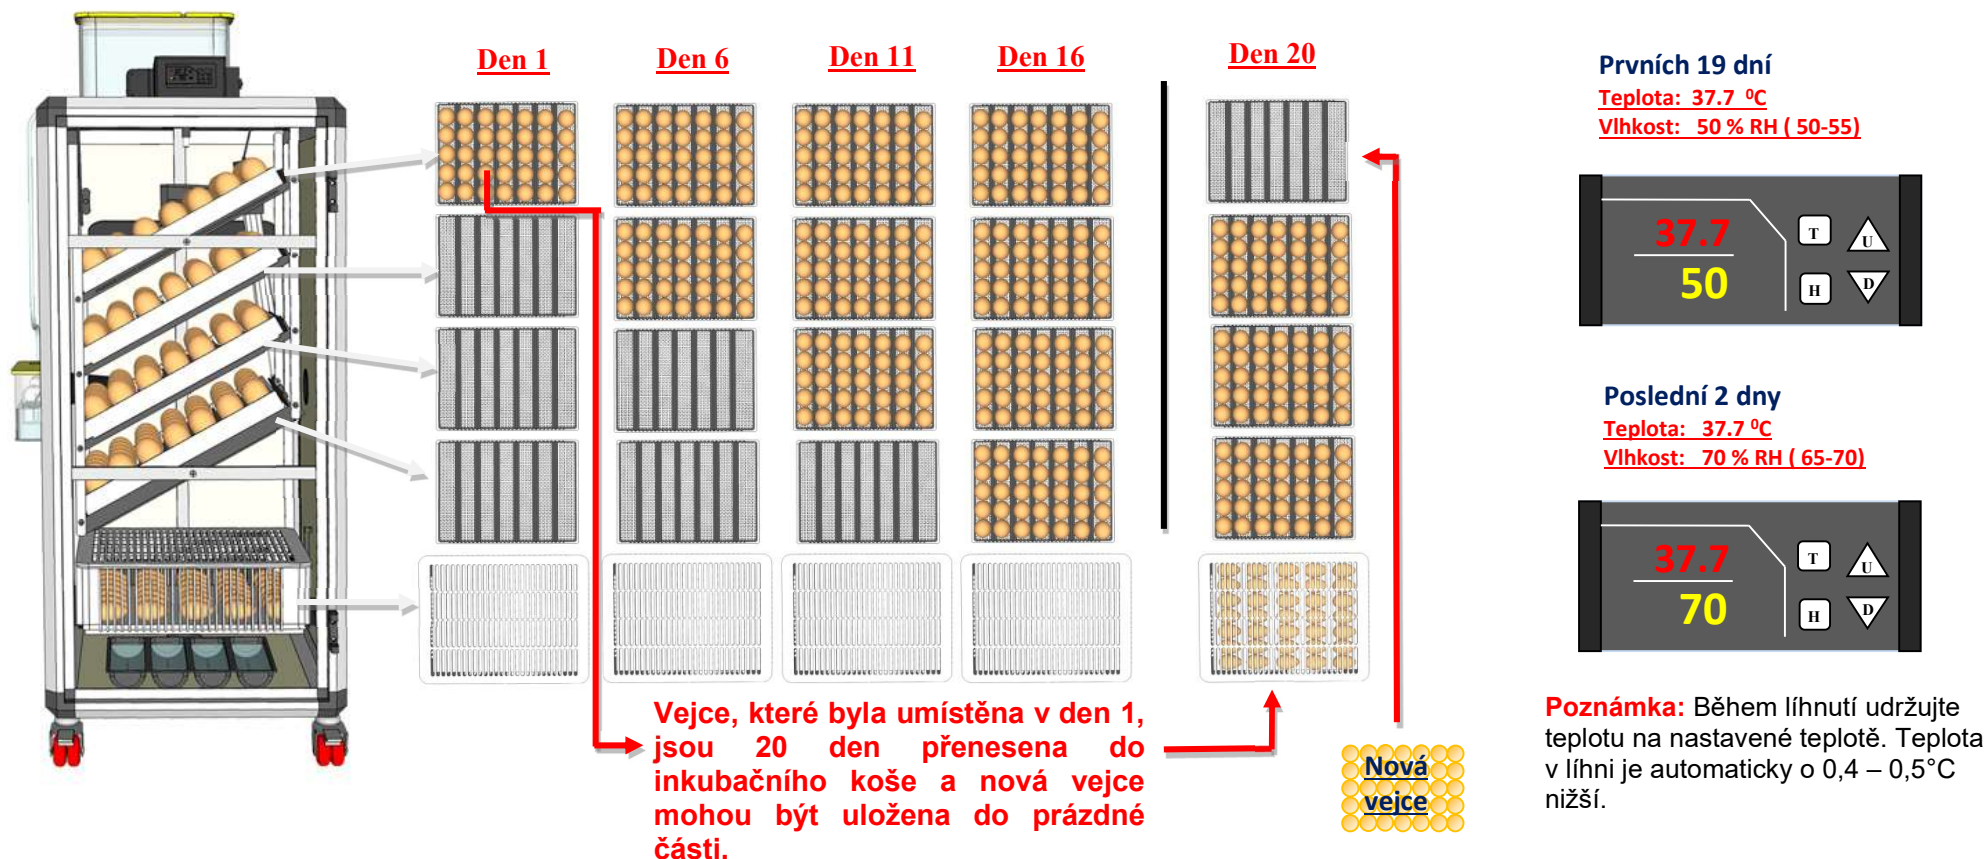 Den 1
Den 6
Den 11
Den 16
Den 20
Vejce, které byla umístěna v den 1,
jsou 20 den přenesena do
inkubačního koše a nová vejce
mohou být uložena do prázdné
části.
Nová
vejce
Prvních 19 dní
Teplota: 37.7 ⁰C
Vlhkost: 50 % RH ( 50-55)
37.7
50
T
U
H
D
Poslední 2 dny
Teplota: 37.7 ⁰C
Vlhkost: 70 % RH ( 65-70)
37.7
70
T
U
H
D
Poznámka: Během líhnutí udržujte
teplotu na nastavené teplotě. Teplota
v líhni je automaticky o 0,4 – 0,5°C
nižší.